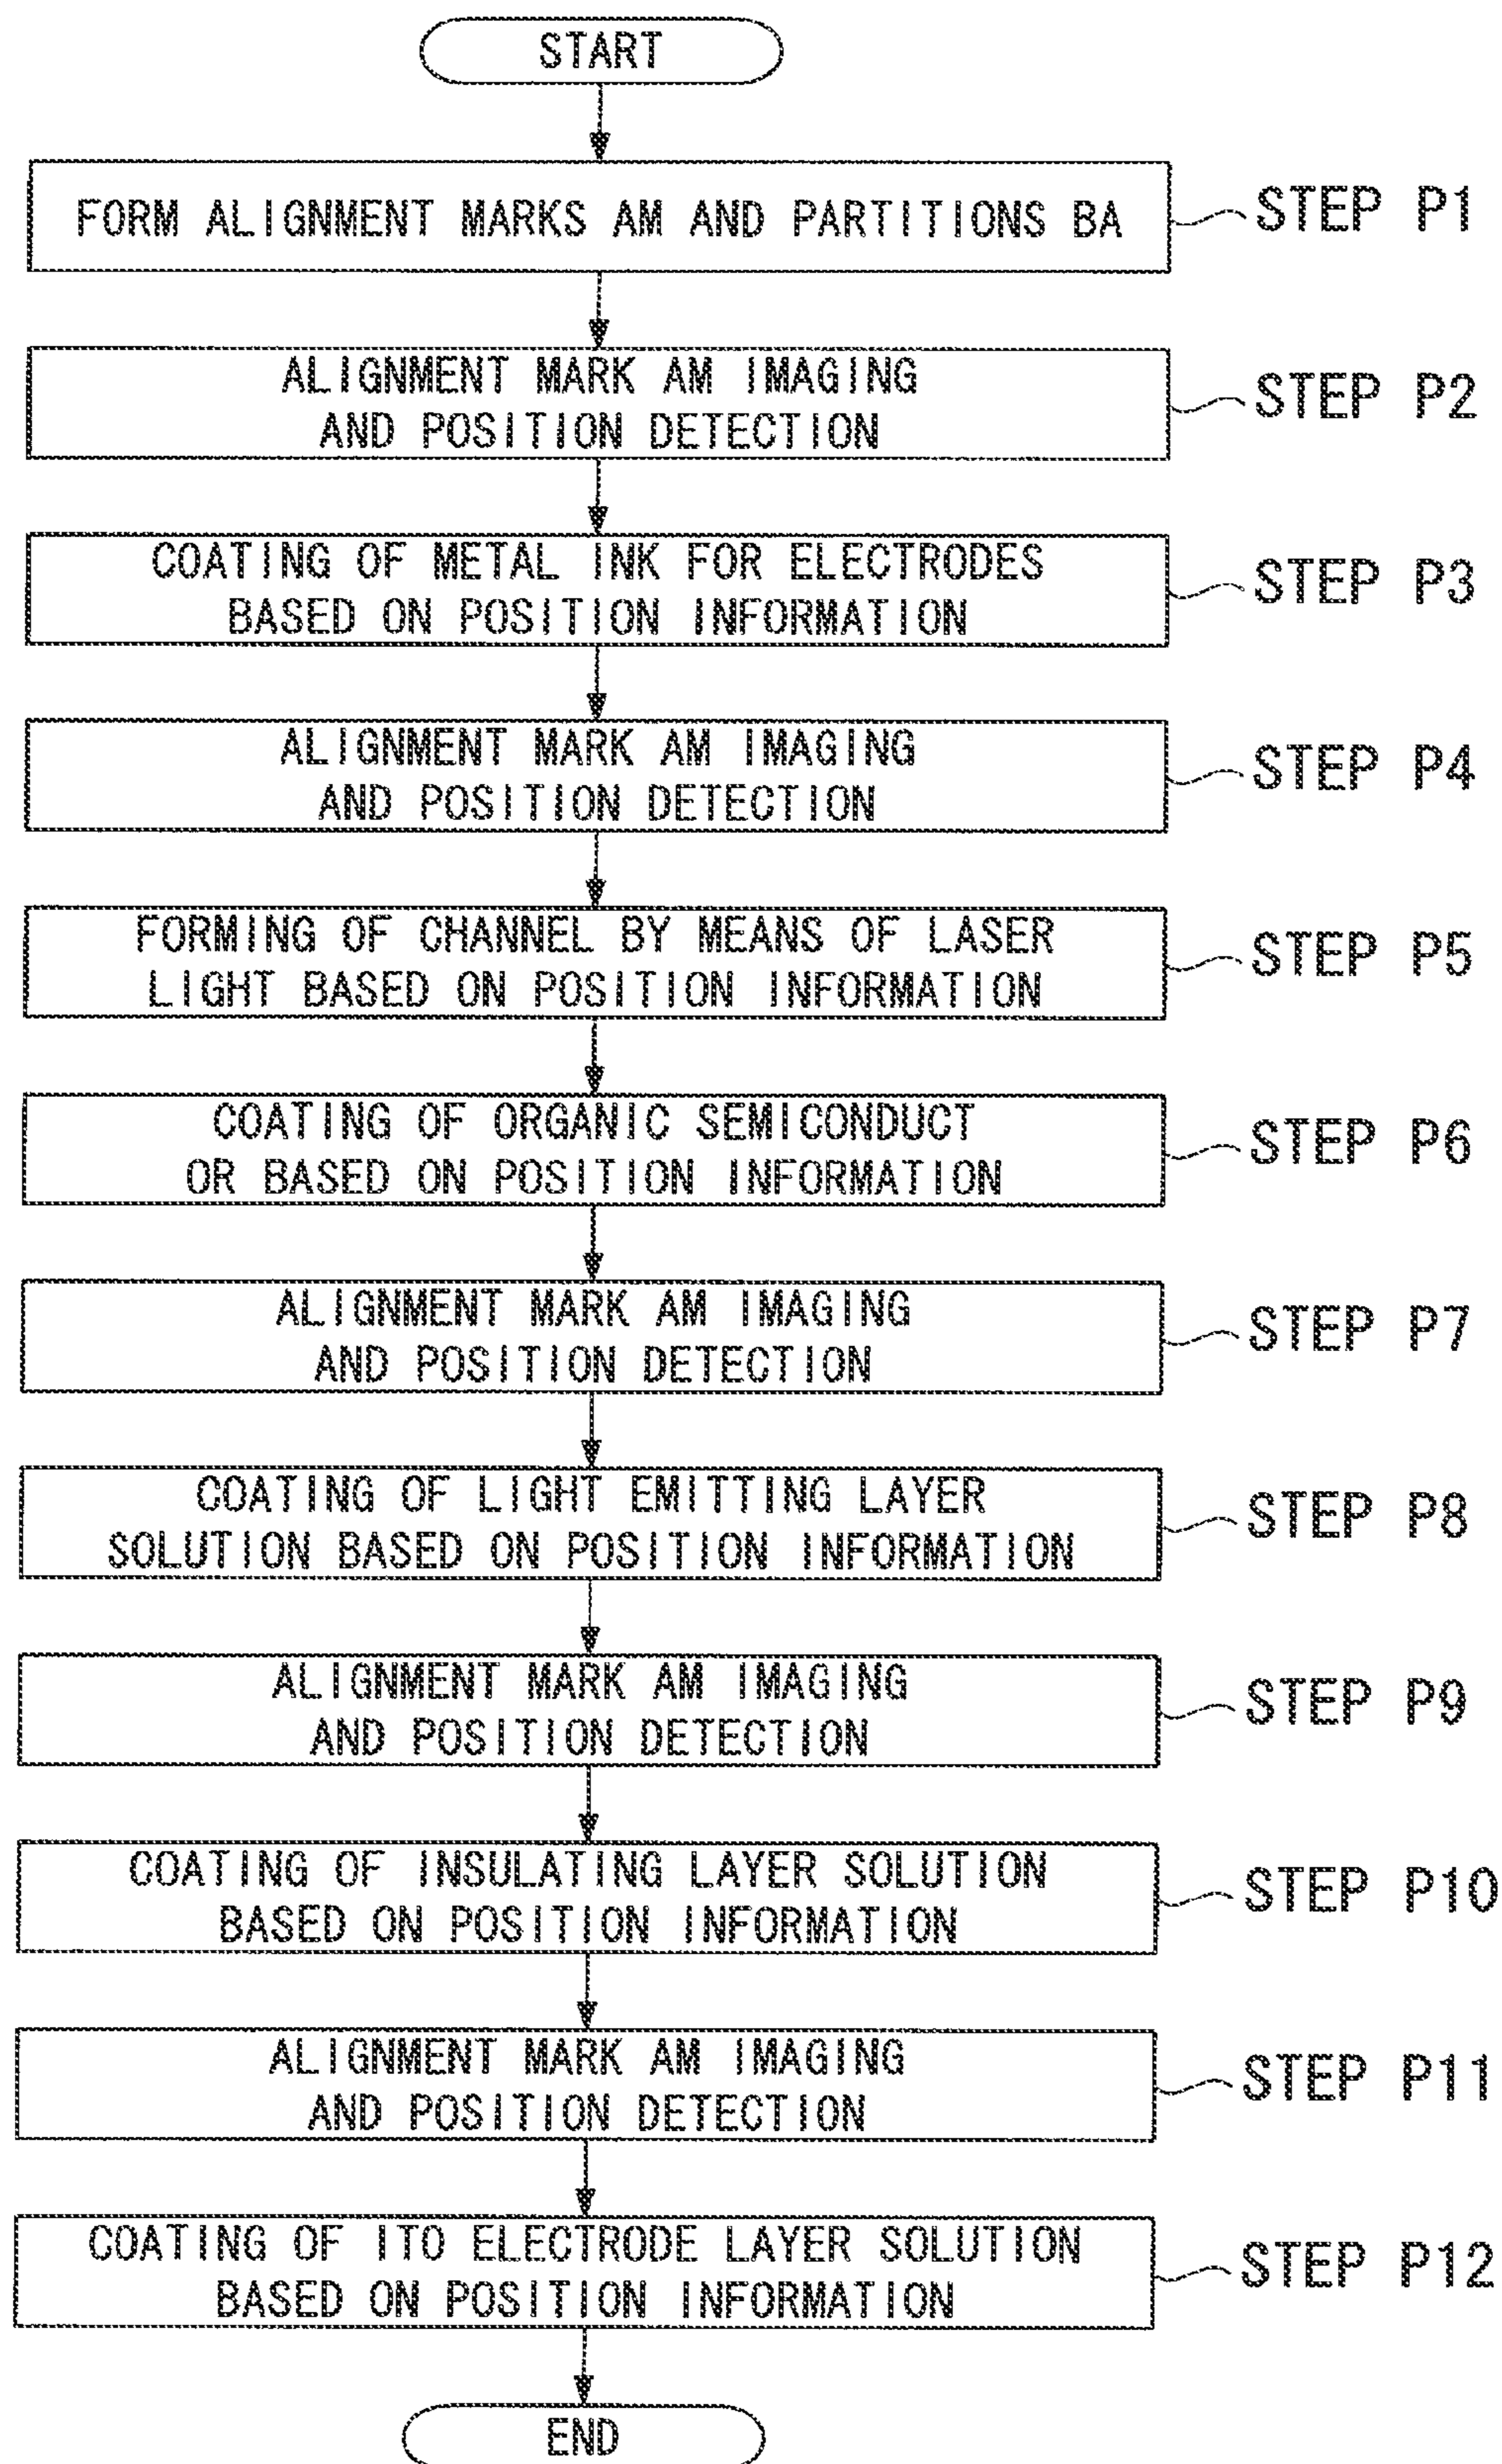 START
FORM ALIGNMENT MARKS AM AND PARTITIONS BA
STEP P1
ALIGNMENT MARK AM IMAGING
AND POSITION DETECTION
STEP P2
COATING OF METAL INK FOR ELECTRODES
BASED ON POSITION INFORMATION
STEP P3
ALIGNMENT MARK AM IMAGING
AND POSITION DETECTION
STEP P4
FORMING OF CHANNEL BY MEANS OF LASER
LIGHT BASED ON POSITION INFORMATION
STEP P5
COATING OF ORGANIC SEMICONDUCT
OR BASED ON POSITION INFORMATION
STEP P6
ALIGNMENT MARK AM IMAGING
AND POSITION DETECTION
STEP P7
COATING OF LIGHT EMITTING LAYER
SOLUTION BASED ON POSITION INFORMATION
STEP P8
ALIGNMENT MARK AM IMAGING
AND POSITION DETECTION
STEP P9
COATING OF INSULATING LAYER SOLUTION
BASED ON POSITION INFORMATION
STEP P10
ALIGNMENT MARK AM IMAGING
AND POSITION DETECTION
STEP P11
COATING OF ITO ELECTRODE LAYER SOLUTION
BASED ON POSITION INFORMATION
STEP P12
END